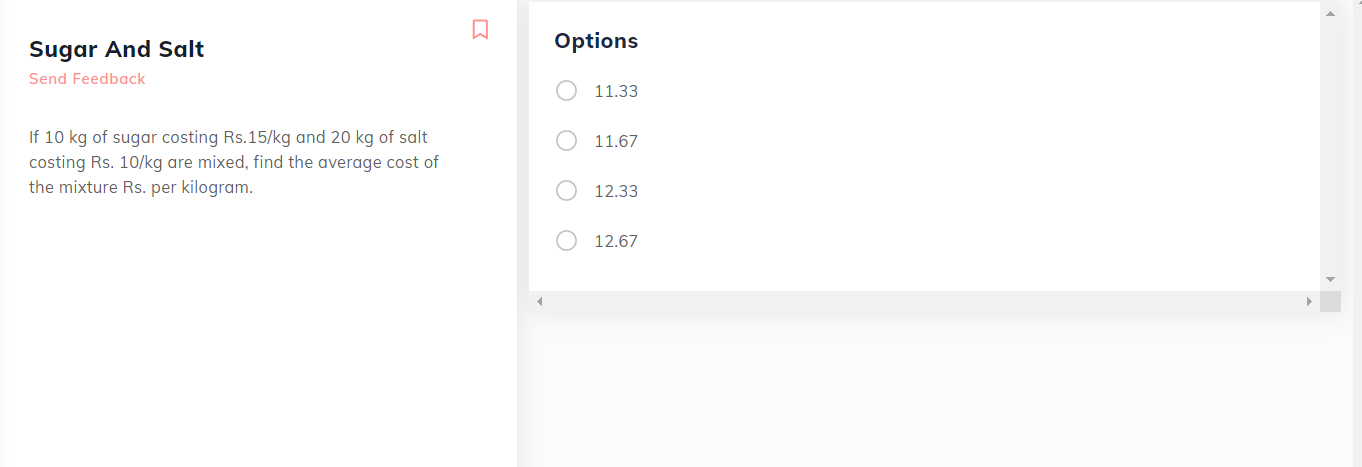 Sugar And Salt
Send Feedback
If 10 kg of sugar costing Rs.15/kg and 20 kg of salt
costing Rs. 10/kg are mixed, find the average cost of
the mixture Rs. per kilogram.
Options
11.33
11.67
12.33
12.67